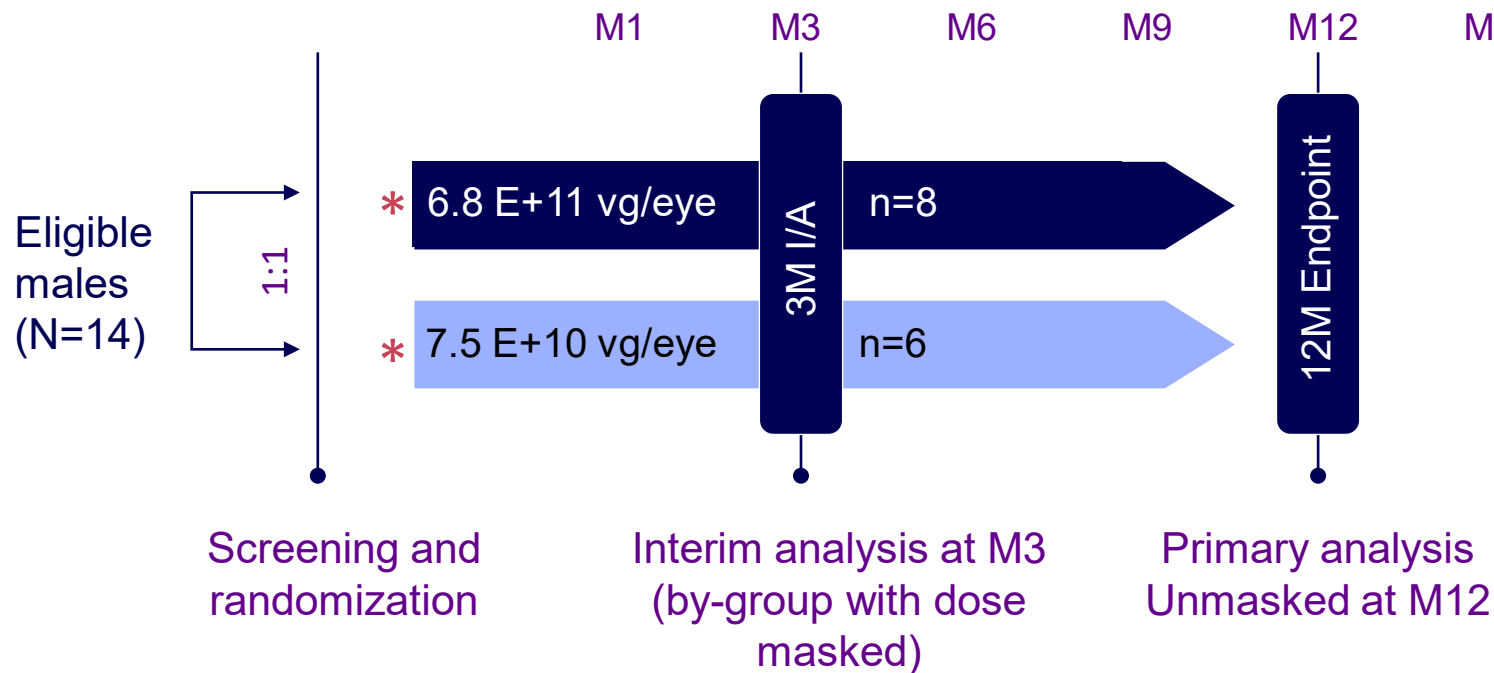 M1 M3 M6 M9 M12 M
Eligible
males
(N=14)
1:1
* 6.8 E+11 vg/eye n=8
* 7.5 E+10 vg/eye n=6
3M I/A
12M Endpoint
Screening and
randomization
Interim analysis at M3
(by-group with dose
masked)
Primary analysis
Unmasked at M12